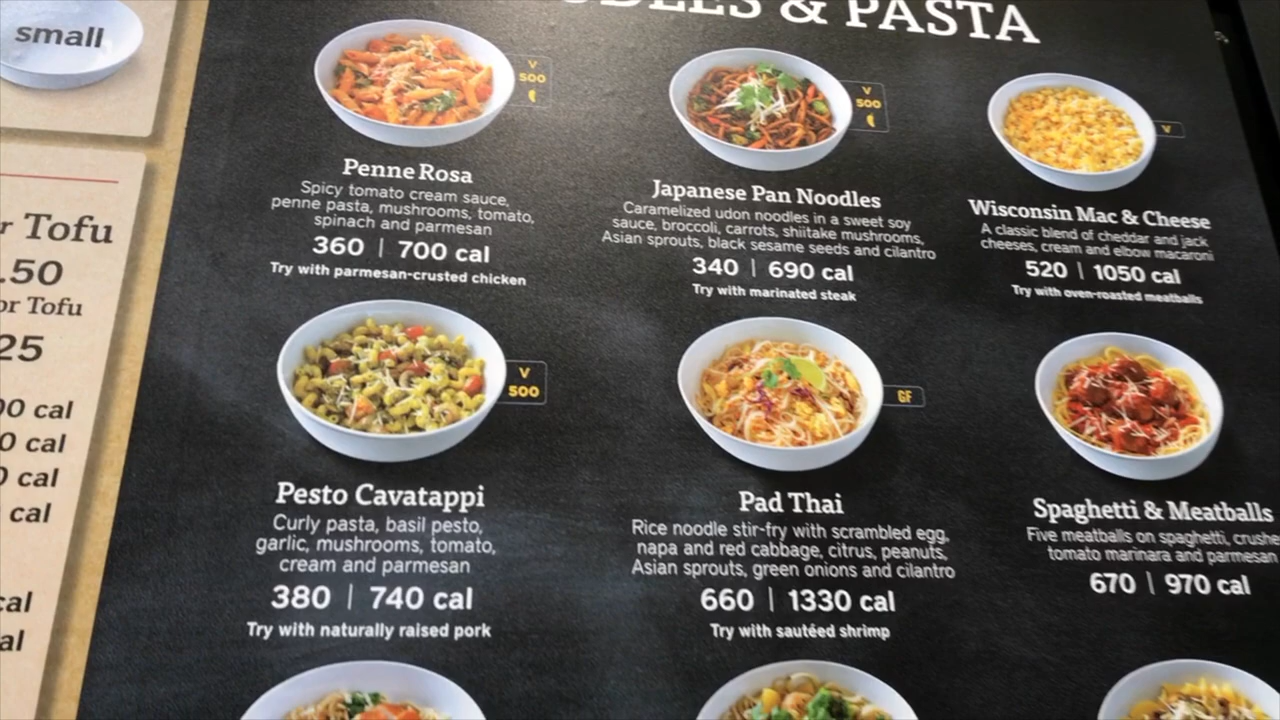 small
r Tofu
.50
or Tofu
25
00 cal
0 cal
0 cal
cal
cal
al
& PASTA
V
500
Penne Rosa
Spicy tomato cream sauce,
penne pasta, mushrooms, tomato,
spinach and parmesan
360 | 700 cal
Try with parmesan-crusted chicken
V
500
Japanese Pan Noodles
Caramelized udon noodles in a sweet soy
sauce, broccoli, carrots, shiitake mushrooms,
Asian sprouts, black sesame seeds and cilantro
340 | 690 cal
Try with marinated steak
V
Wisconsin Mac & Cheese
A classic blend of cheddar and jack
cheeses, cream and elbow macaroni
520 | 1050 cal
Try with oven-roasted meatballs
V
500
Pesto Cavatappi
Curly pasta, basil pesto,
garlic, mushrooms, tomato,
cream and parmesan
380 | 740 cal
Try with naturally raised pork
GF
Pad Thai
Rice noodle stir-fry with scrambled egg,
napa and red cabbage, citrus, peanuts,
Asian sprouts, green onions and cilantro
660 | 1330 cal
Try with sautéed shrimp
Spaghetti & Meatballs
Five meatballs on spaghetti, crushe
tomato marinara and parmesan
670 | 970 cal